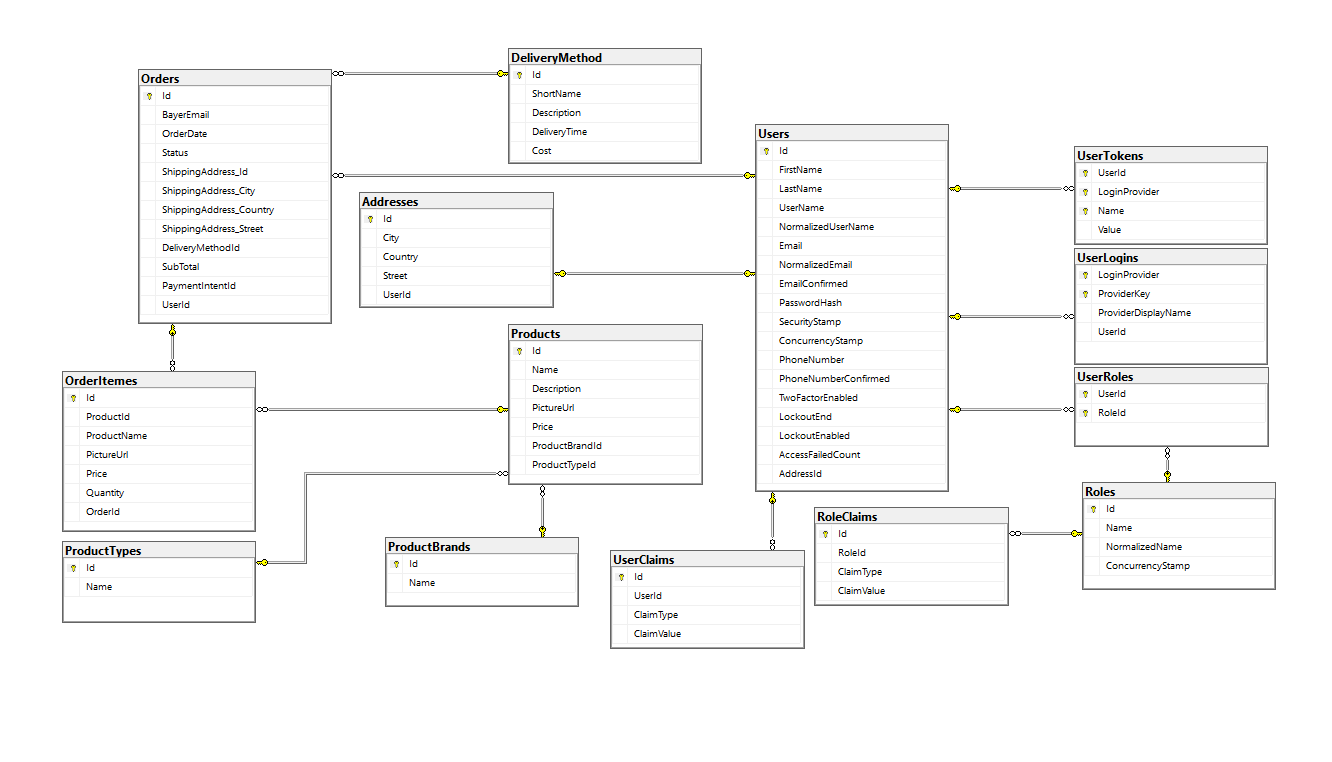 DeliveryMethod
Id
ShortName
Description
DeliveryTime
Cost
Orders
Id
BayerEmail
OrderDate
Status
ShippingAddress_Id
ShippingAddress_City
ShippingAddress_Country
ShippingAddress_Street
DeliveryMethodId
SubTotal
PaymentIntentId
UserId
Users
Id
FirstName
LastName
UserName
NormalizedUserName
Email
NormalizedEmail
EmailConfirmed
PasswordHash
SecurityStamp
ConcurrencyStamp
PhoneNumber
PhoneNumberConfirmed
TwoFactorEnabled
LockoutEnd
LockoutEnabled
AccessFailedCount
AddressId
UserTokens
UserId
LoginProvider
Name
Value
Addresses
Id
City
Country
Street
UserId
UserLogins
LoginProvider
ProviderKey
ProviderDisplayName
UserId
Products
Id
Name
Description
PictureUrl
Price
ProductBrandId
ProductTypeId
UserRoles
UserId
RoleId
OrderItemes
Id
ProductId
ProductName
PictureUrl
Price
Quantity
OrderId
Roles
Id
Name
NormalizedName
ConcurrencyStamp
RoleClaims
Id
RoleId
ClaimType
ClaimValue
ProductTypes
Id
Name
ProductBrands
Id
Name
UserClaims
Id
UserId
ClaimType
ClaimValue